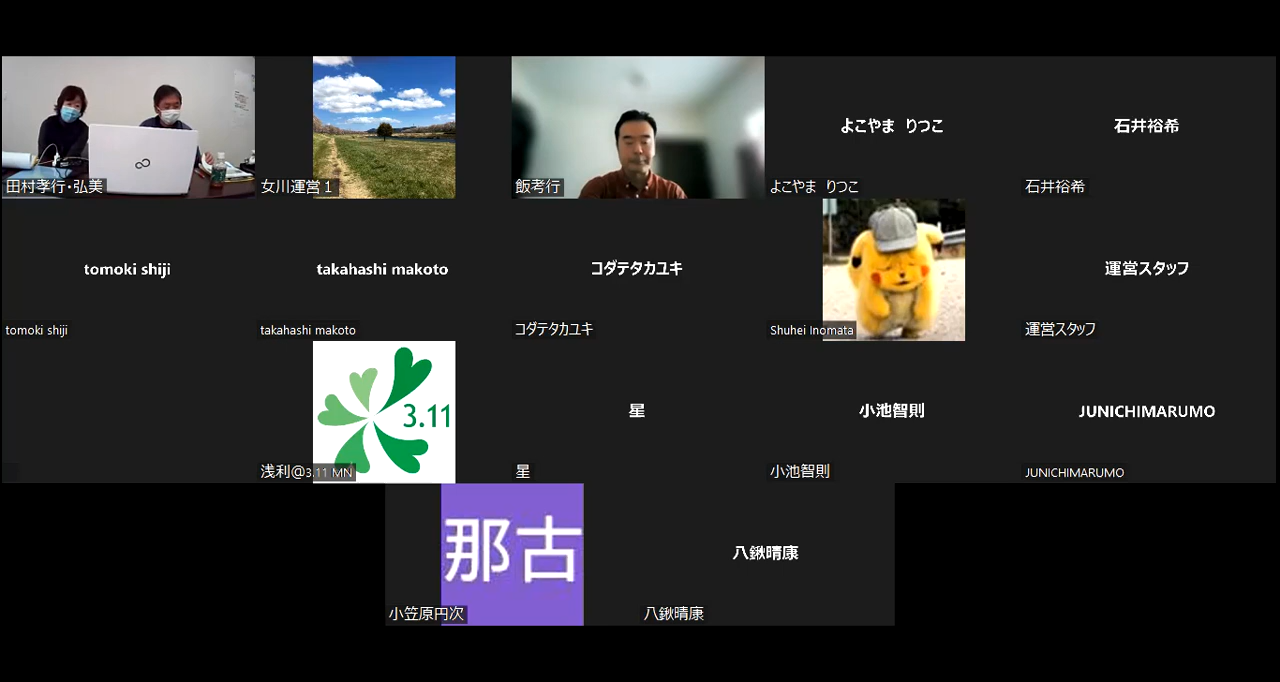 田村孝行・弘美
女川運営１
飯考行
よこやま りつこ
よこやま りつこ
石井裕希
石井裕希
tomoki shiji
tomoki shiji
takahashi makoto
takahashi makoto
コダテタカユキ
コダテタカユキ
Shuhei Inomata
運営スタッフ
運営スタッフ
3.11
浅利@3.11 MN
星
星
小池智則
小池智則
JUNICHIMARUMO
JUNICHIMARUMO
那古
小笠原円次
八鍬晴康
八鍬晴康